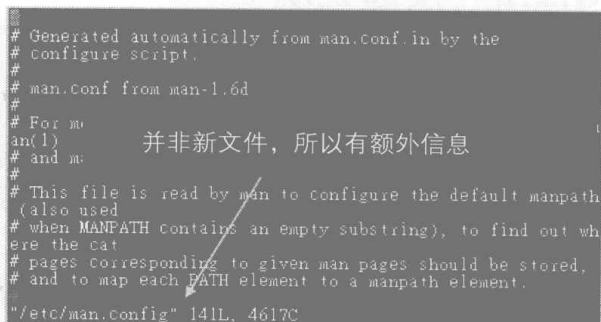 # Generated automatically from man.conf.in by the
# configure script.
#
# man.conf from man-1.6d
#
# For
an(1)
并非新文件，所以有额外信息
# and
#
# This file is read by man to configure the default manpath
(also used
# when MANPATH contains an empty substring), to find out wh
ere the cat
# pages corresponding to given man pages should be stored,
# and to map each PATH element to a manpath element.
"/etc/man.config" 141L, 4617C